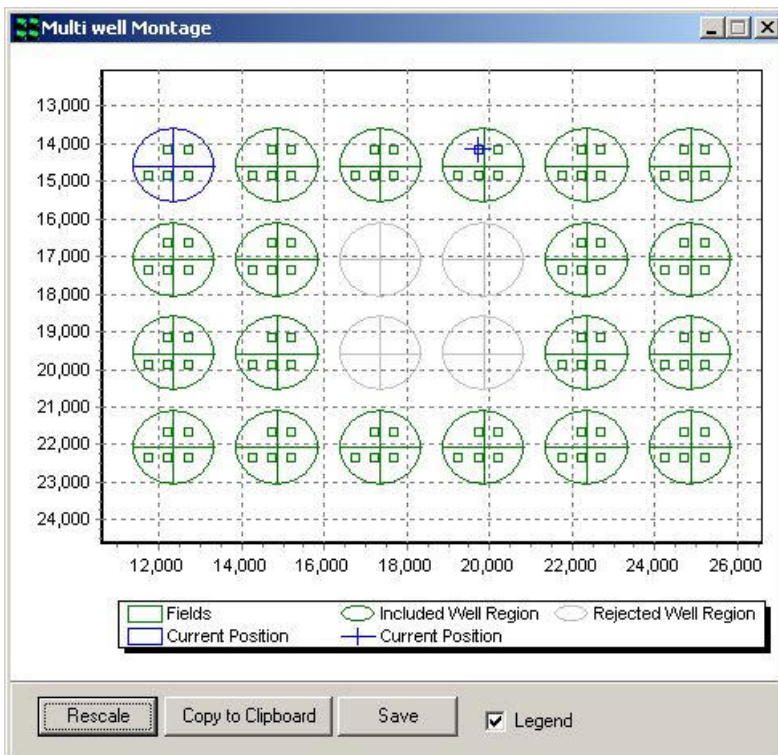 Multi well Montage
13,000
14,000
15,000
16,000
17,000
18,000
19,000
20,000
21,000
22,000
23,000
24,000
12,000 14,000 16,000 18,000 20,000 22,000 24,000 26,000
Fields Included Well Region Rejected Well Region
Current Position Current Position
Rescale Copy to Clipboard Save Legend